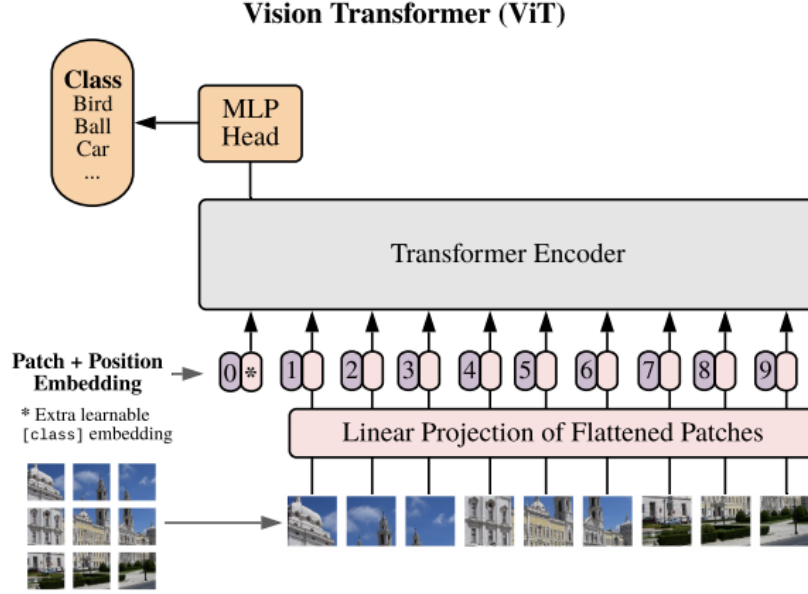 Vision Transformer (ViT)
Class
Bird
Ball
Car
...
MLP
Head
Transformer Encoder
Patch + Position
Embedding
0 * 1 2 3 4 5 6 7 8 9
* Extra learnable
[class] embedding
Linear Projection of Flattened Patches